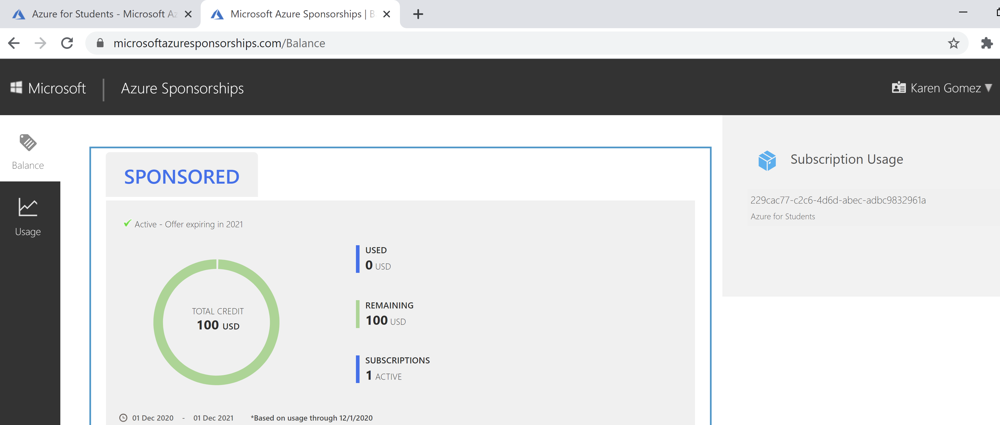 Azure for Students - Microsoft Az
Microsoft Azure Sponsorships | B
microsoftazuresponsorships.com/Balance
Microsoft
Azure Sponsorships
Karen Gomez
Balance
Usage
SPONSORED
Active - Offer expiring in 2021
TOTAL CREDIT
100 USD
USED
0 USD
REMAINING
100 USD
SUBSCRIPTIONS
1 ACTIVE
01 Dec 2020 - 01 Dec 2021 *Based on usage through 12/1/2020
Subscription Usage
229cac77-c2c6-4d6d-abec-adbc9832961a
Azure for Students